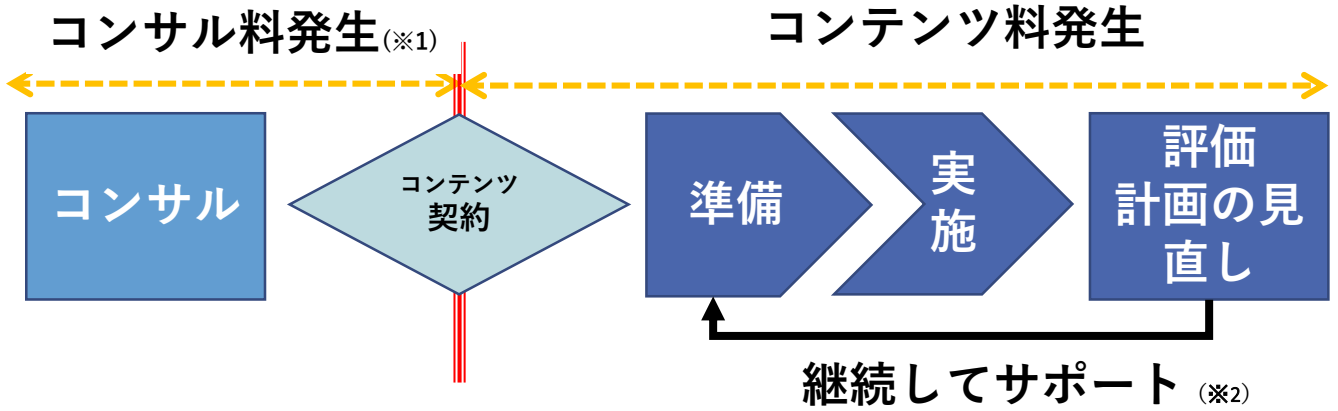 コンサル料発生(※1)
コンテンツ料発生
コンサル
コンテンツ
契約
準備
実
施
評価
計画の見
直し
継続してサポート (※2)